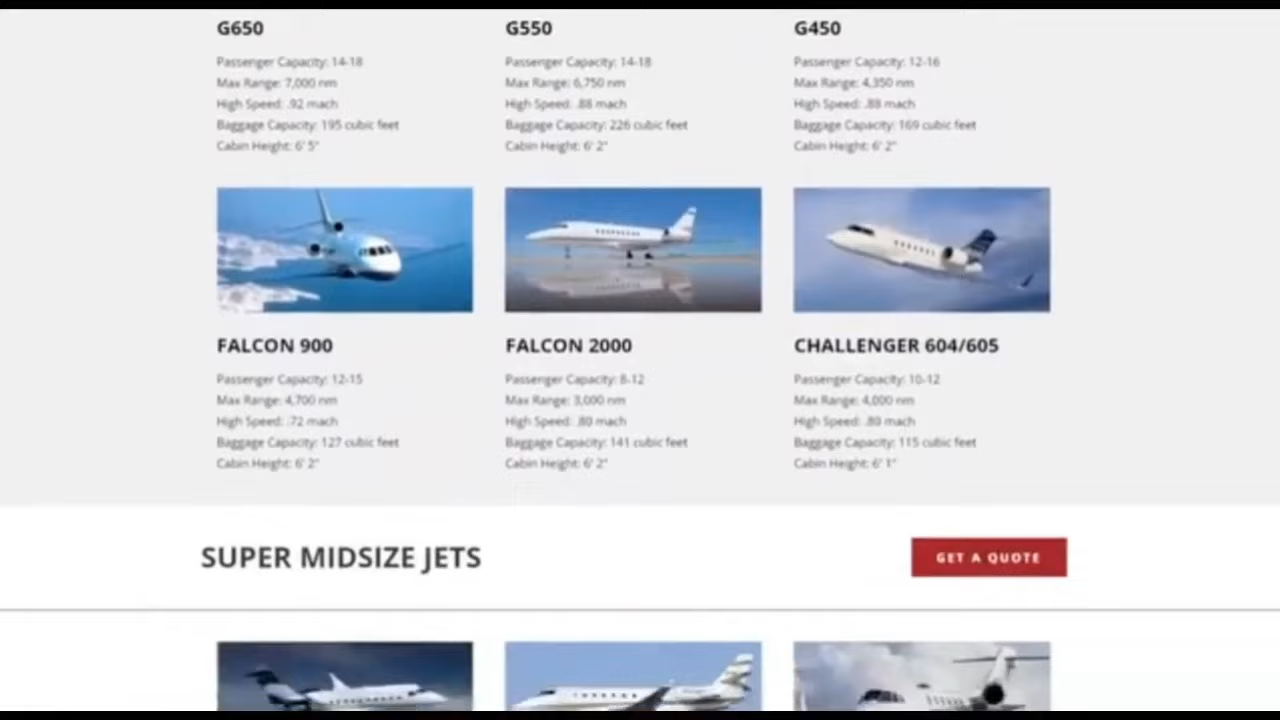 G650
Passenger Capacity: 14-18
Max Range: 7,000 nm
High Speed: .92 mach
Baggage Capacity: 195 cubic feet
Cabin Height: 6' 5"
G550
Passenger Capacity: 14-18
Max Range: 6,750 nm
High Speed: .88 mach
Baggage Capacity: 226 cubic feet
Cabin Height: 6' 2"
G450
Passenger Capacity: 12-16
Max Range: 4,350 nm
High Speed: .88 mach
Baggage Capacity: 169 cubic feet
Cabin Height: 6' 2"
FALCON 900
Passenger Capacity: 12-15
Max Range: 4,700 nm
High Speed: .72 mach
Baggage Capacity: 127 cubic feet
Cabin Height: 6' 2"
FALCON 2000
Passenger Capacity: 8-12
Max Range: 3,000 nm
High Speed: .80 mach
Baggage Capacity: 141 cubic feet
Cabin Height: 6' 2"
CHALLENGER 604/605
Passenger Capacity: 10-12
Max Range: 4,000 nm
High Speed: .80 mach
Baggage Capacity: 115 cubic feet
Cabin Height: 6' 1"
SUPER MIDSIZE JETS
GET A QUOTE